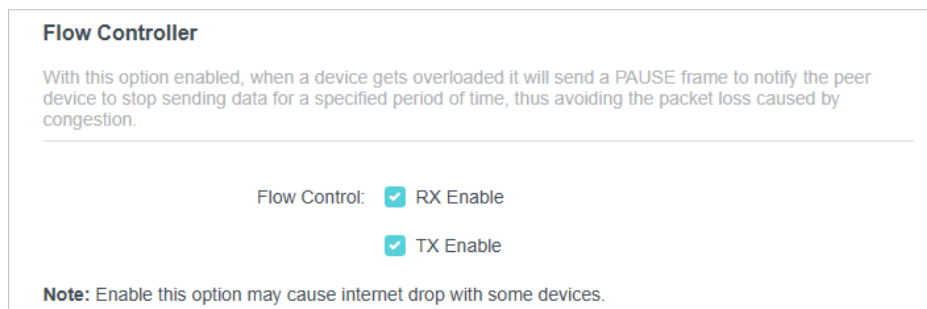 Flow Controller
With this option enabled, when a device gets overloaded it will send a PAUSE frame to notify the peer
device to stop sending data for a specified period of time, thus avoiding the packet loss caused by
congestion.
Flow Control: RX Enable
TX Enable
Note: Enable this option may cause internet drop with some devices.